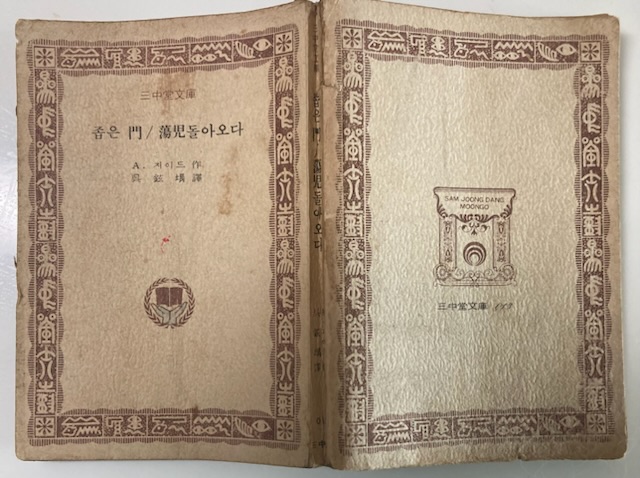 三中堂文庫
좁은 門 / 蕩兒돌아오다
A. 지이드 作
吳 鉉 堣 譯
좁은 門 / 蕩兒돌아오다
SAM JOONG DANG
MOONGO
三中堂文庫